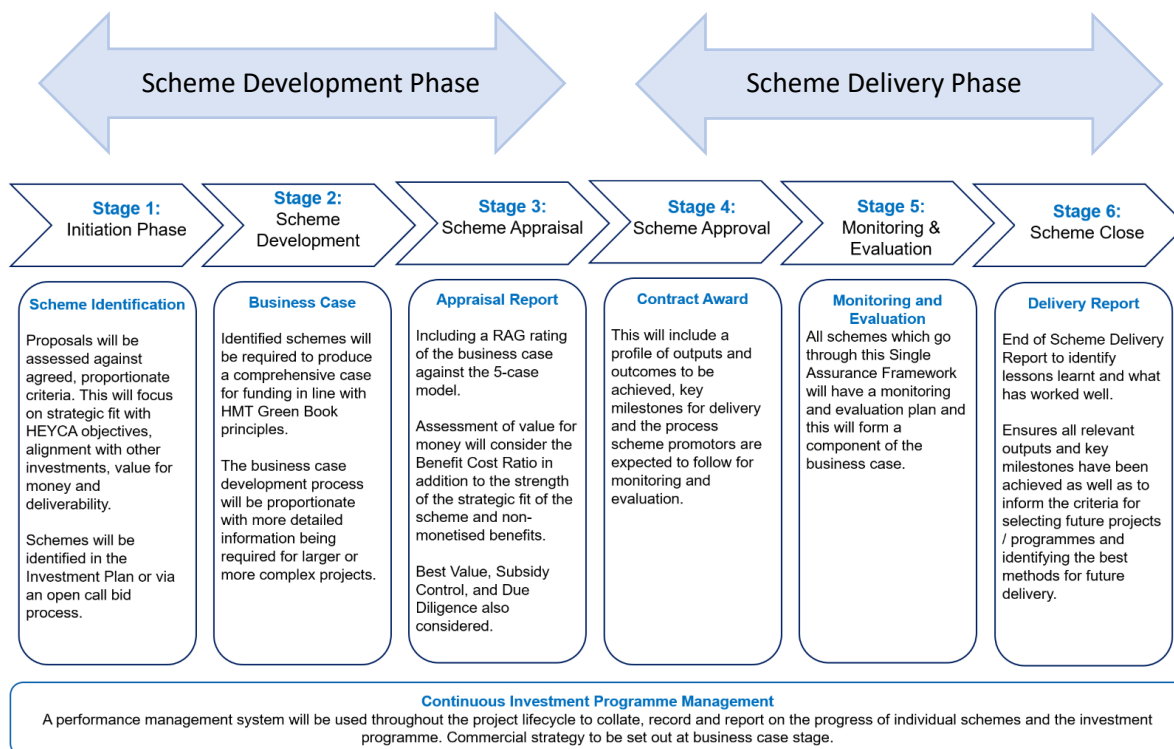 Scheme Development Phase
Scheme Delivery Phase
Stage 1:
Initiation Phase
Stage 2:
Scheme
Development
Stage 3:
Scheme Appraisal
Stage 4:
Scheme Approval
Stage 5:
Monitoring &
Evaluation
Stage 6:
Scheme Close
Scheme Identification
Proposals will be
assessed against
agreed, proportionate
criteria. This will focus
on strategic fit with
HEYCA objectives,
alignment with other
investments, value for
money and
deliverability.
Schemes will be
identified in the
Investment Plan or via
an open call bid
process.
Business Case
Identified schemes will
be required to produce
a comprehensive case
for funding in line with
HMT Green Book
principles.
The business case
development process
will be proportionate
with more detailed
information being
required for larger or
more complex projects.
Appraisal Report
Including a RAG rating
of the business case
against the 5-case
model.
Assessment of value for
money will consider the
Benefit Cost Ratio in
addition to the strength
of the strategic fit of the
scheme and non-
monetised benefits.
Best Value, Subsidy
Control, and Due
Diligence also
considered.
Contract Award
This will include a
profile of outputs and
outcomes to be
achieved, key
milestones for delivery
and the process
scheme promotors are
expected to follow for
monitoring and
evaluation.
Monitoring and
Evaluation
All schemes which go
through this Single
Assurance Framework
will have a monitoring
and evaluation plan and
this will form a
component of the
business case.
Delivery Report
End of Scheme Delivery
Report to identify
lessons learnt and what
has worked well.
Ensures all relevant
outputs and key
milestones have been
achieved as well as to
inform the criteria for
selecting future projects
/ programmes and
identifying the best
methods for future
delivery.
Continuous Investment Programme Management
A performance management system will be used throughout the project lifecycle to collate, record and report on the progress of individual schemes and the investment
programme. Commercial strategy to be set out at business case stage.